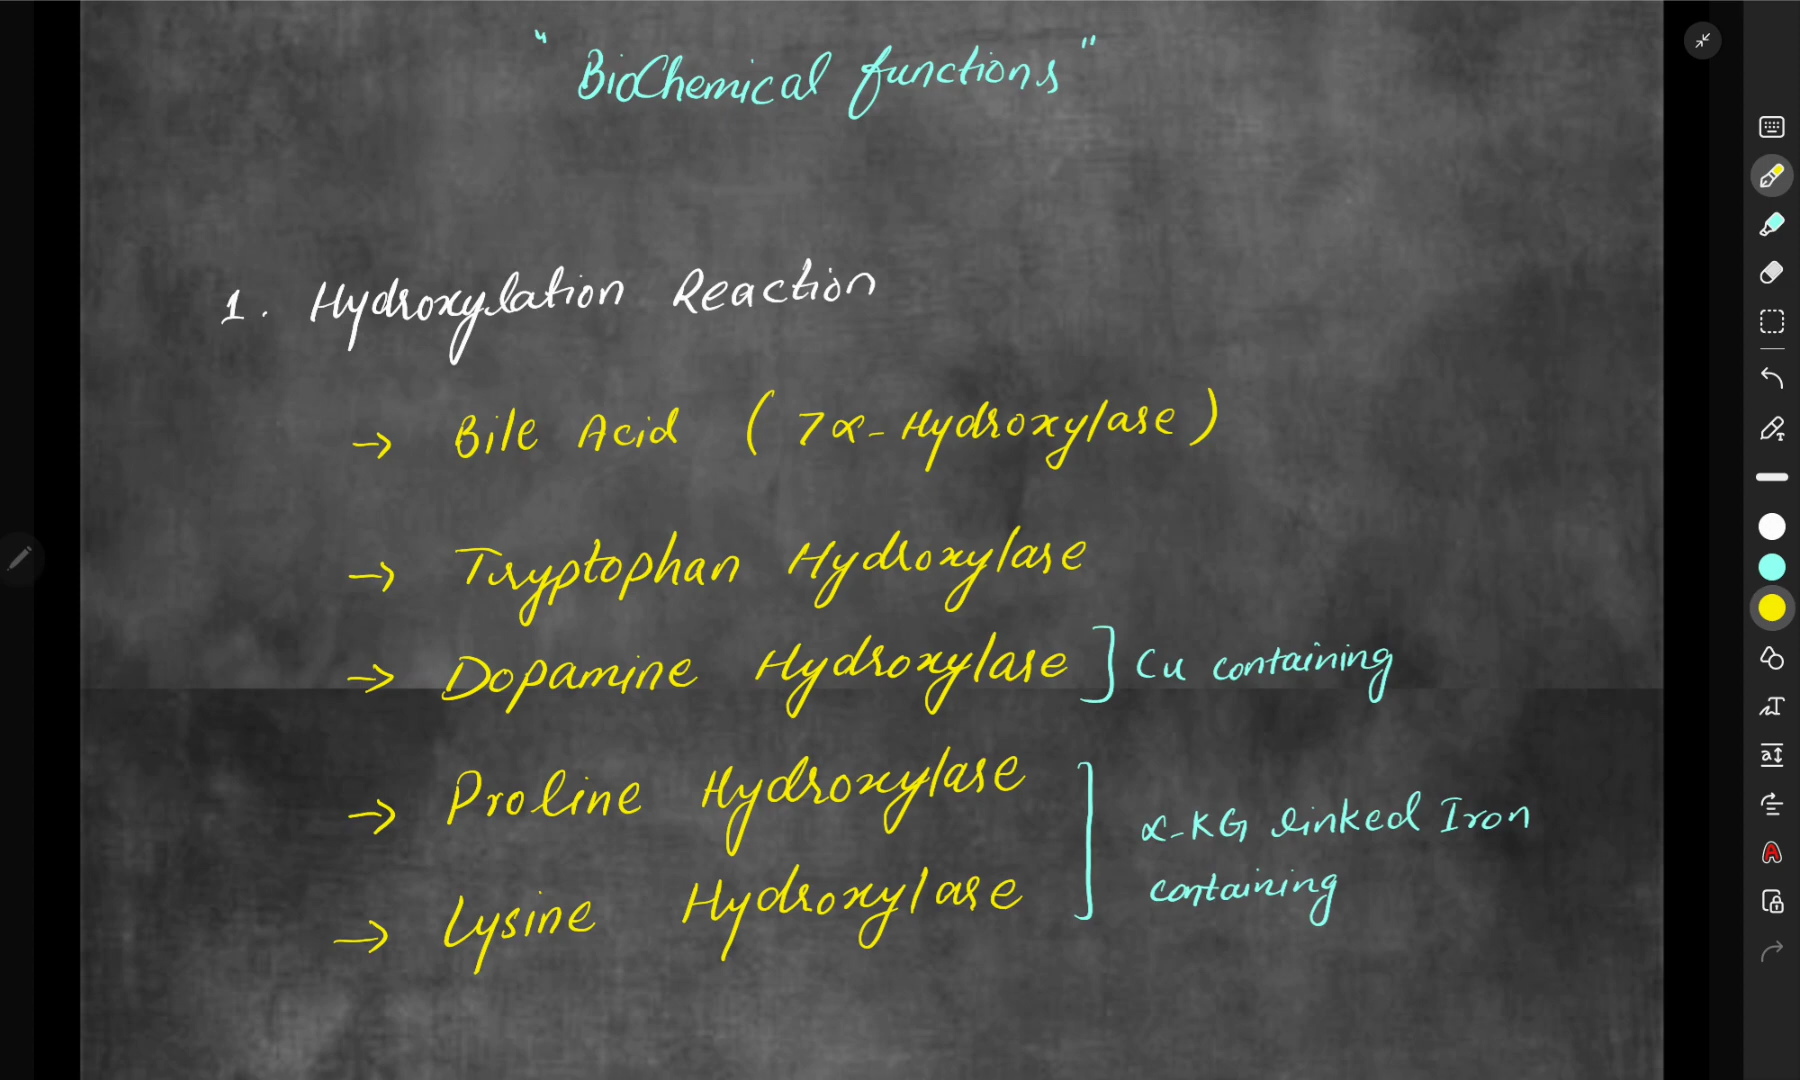 "BioChemical functions"
1. Hydroxylation Reaction
→ Bile Acid ( 7α- Hydroxylase )
→ Tryptophan Hydroxylase
→ Dopamine Hydroxylase ] Cu containing
→ Proline Hydroxylase
α-KG linked Iron
containing
→ Lysine Hydroxylase